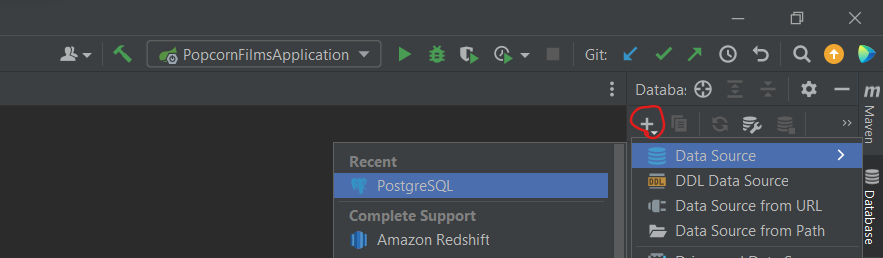 PopcornFilmsApplication
Git:
Databa
Maven
Database
Recent
PostgreSQL
Complete Support
Amazon Redshift
Data Source
DDL Data Source
Data Source from URL
Data Source from Path